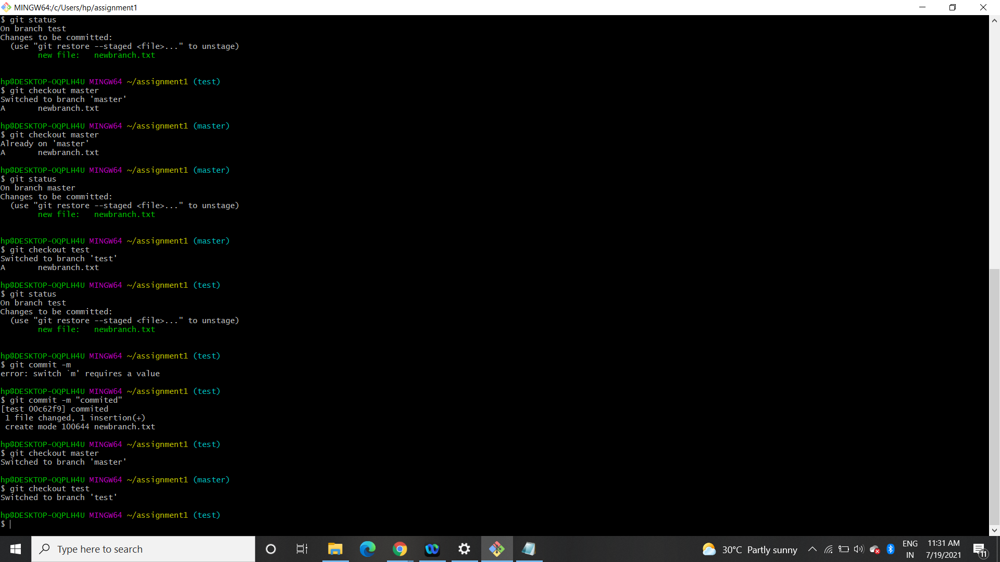 MINGW64:/c/Users/hp/assignment1
$ git status
On branch test
Changes to be committed:
  (use "git restore --staged <file>..." to unstage)
        new file:   newbranch.txt
hp@DESKTOP-OQPLH4U MINGW64 ~/assignment1 (test)
$ git checkout master
Switched to branch 'master'
A       newbranch.txt
hp@DESKTOP-OQPLH4U MINGW64 ~/assignment1 (master)
$ git checkout master
Already on 'master'
A       newbranch.txt
hp@DESKTOP-OQPLH4U MINGW64 ~/assignment1 (master)
$ git status
On branch master
Changes to be committed:
  (use "git restore --staged <file>..." to unstage)
        new file:   newbranch.txt
hp@DESKTOP-OQPLH4U MINGW64 ~/assignment1 (master)
$ git checkout test
Switched to branch 'test'
A       newbranch.txt
hp@DESKTOP-OQPLH4U MINGW64 ~/assignment1 (test)
$ git status
On branch test
Changes to be committed:
  (use "git restore --staged <file>..." to unstage)
        new file:   newbranch.txt
hp@DESKTOP-OQPLH4U MINGW64 ~/assignment1 (test)
$ git commit -m
error: switch `m' requires a value
hp@DESKTOP-OQPLH4U MINGW64 ~/assignment1 (test)
$ git commit -m "commited"
[test 00c62f9] commited
 1 file changed, 1 insertion(+)
 create mode 100644 newbranch.txt
hp@DESKTOP-OQPLH4U MINGW64 ~/assignment1 (test)
$ git checkout master
Switched to branch 'master'
hp@DESKTOP-OQPLH4U MINGW64 ~/assignment1 (master)
$ git checkout test
Switched to branch 'test'
hp@DESKTOP-OQPLH4U MINGW64 ~/assignment1 (test)
$
Type here to search
30°C Partly sunny
ENG
IN
11:31 AM
7/19/2021
11